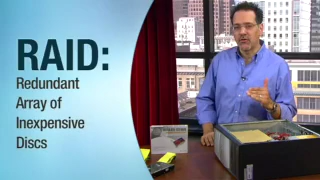 RAID:
Redundant
Array of
Inexpensive
Discs